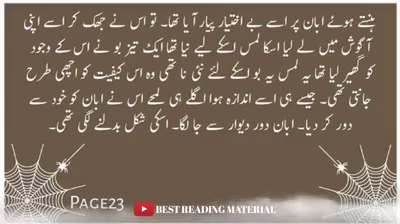 ہنستے ہوئے ابان پر اسے بے اختیار پیار آیا تھا۔ تو اس نے جھک کر اسے اپنی
آگوش میں لے لیا اسکا لمس اسکے لیے نیا تھا ایک تیز بو نے اس کے وجود
کو گھیر لیا تھا یہ لمس یہ بو اسکے لئے نئی نا تھی وہ اس کیفیت کو اچھی طرح
جانتی تھی۔ جیسے ہی اسے اندازہ ہوا اگلے ہی لمحے اس نے ابان کو خود سے
دور کر دیا۔ ابان دور دیوار سے جا لگا۔ اسکی شکل بدلنے لگی تھی۔
PAGE23
BEST READING MATERIAL